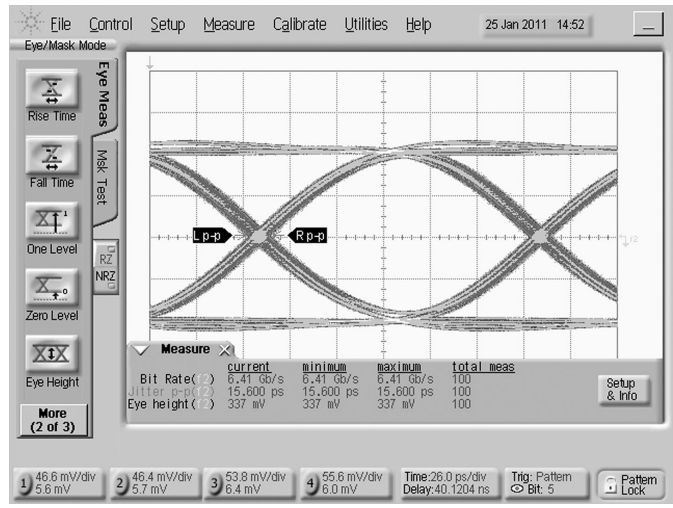 File Control Setup Measure Calibrate Utilities Help 25 Jan 2011 14:52
Eye/Mask Mode
Eye Meas
Msk Test
Rise Time
Fall Time
One Level
Zero Level
Eye Height
More
(2 of 3)
RZ
NRZ
L p-p
R p-p
f2
Measure
current minimum maximum total meas
Bit Rate(f2) 6.41 Gb/s 6.41 Gb/s 6.41 Gb/s 100
Jitter p-p(f2) 15.600 ps 15.600 ps 15.600 ps 100
Eye height(f2) 337 mV 337 mV 337 mV 100
Setup
& Info
1 46.6 mV/div
5.6 mV
2 46.4 mV/div
5.7 mV
3 53.8 mV/div
6.4 mV
4 55.6 mV/div
6.0 mV
Time:26.0 ps/div
Delay:40.1204 ns
Trig: Pattern
Bit: 5
Pattern
Lock